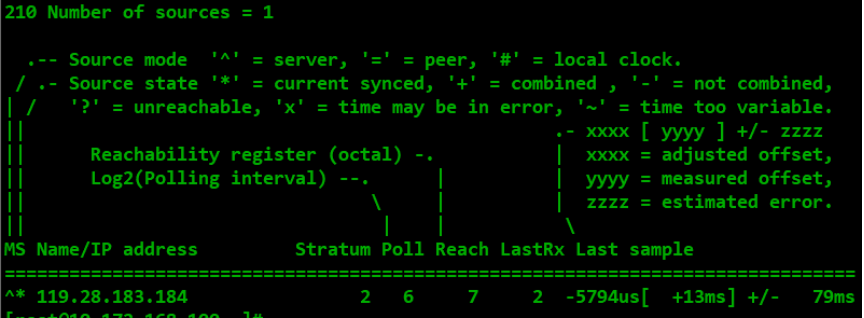 210 Number of sources = 1
  .-- Source mode  '^' = server, '=' = peer, '#' = local clock.
 / .- Source state '*' = current synced, '+' = combined , '-' = not combined,
| /   '?' = unreachable, 'x' = time may be in error, '~' = time too variable.
||                                                 .- xxxx [ yyyy ] +/- zzzz
||      Reachability register (octal) -.           |  xxxx = adjusted offset,
||      Log2(Polling interval) --.      |          |  yyyy = measured offset,
||                                \     |          |  zzzz = estimated error.
||                                 |    |           \
MS Name/IP address         Stratum Poll Reach LastRx Last sample
===============================================================================
^* 119.28.183.184                2   6     7     2  -5794us[  +13ms] +/-   79ms